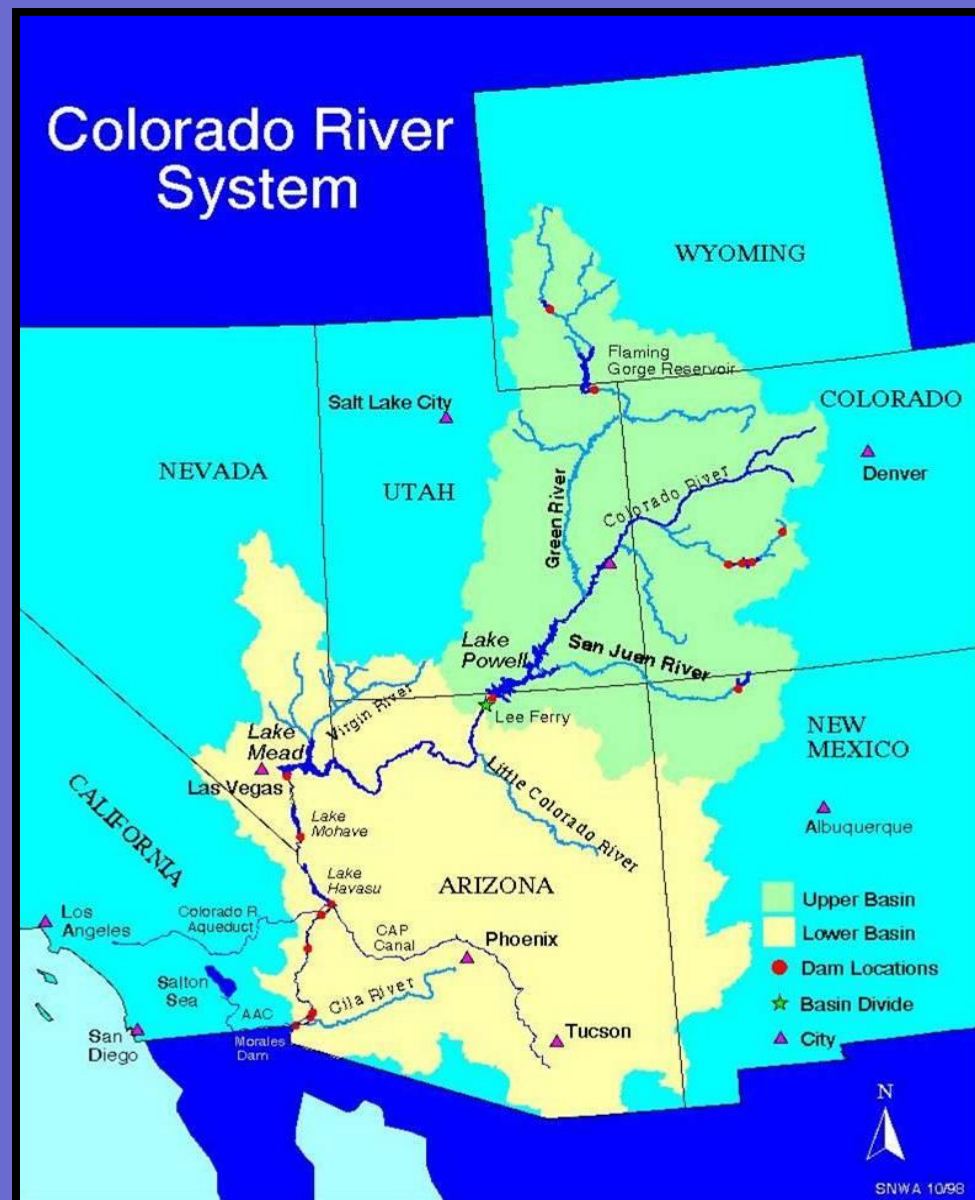 Colorado River
System
WYOMING
Flaming
Gorge Reservoir
Salt Lake City
COLORADO
NEVADA
UTAH
Denver
Green River
Colorado River
Lake
Powell
San Juan River
Lee Ferry
NEW
MEXICO
Virgin River
Lake
Mead
Las Vegas
Little Colorado River
Lake
Mohave
CALIFORNIA
Albuquerque
Lake
Havasu
ARIZONA
Los
Angeles
Colorado R.
Aqueduct
CAP
Canal
Phoenix
Salton
Sea
Gila River
AAC
Morales
Dam
San
Diego
Tucson
Upper Basin
Lower Basin
Dam Locations
Basin Divide
City
N
SNWA 10/98